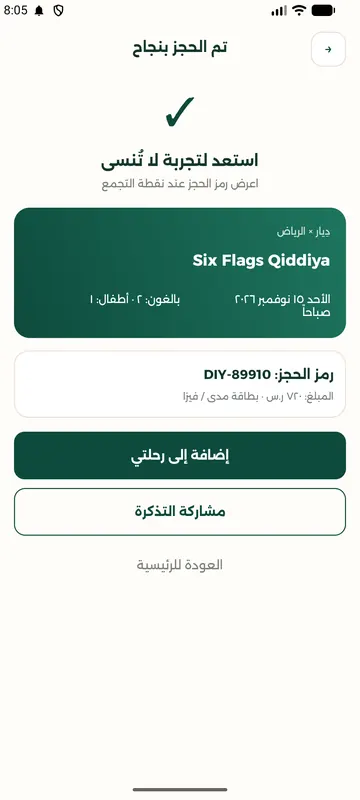 8:05
تم الحجز بنجاح
استعد لتجربة لا تُنسى
اعرض رمز الحجز عند نقطة التجمع
ديار × الرياض
Six Flags Qiddiya
الأحد ١٥ نوفمبر ٢٠٢٦ صباحاً
بالغون: ٢ · أطفال: ١
رمز الحجز: DIY-89910
المبلغ: ٧٢٠ ر.س · بطاقة مدى / فيزا
إضافة إلى رحلتي
مشاركة التذكرة
العودة للرئيسية